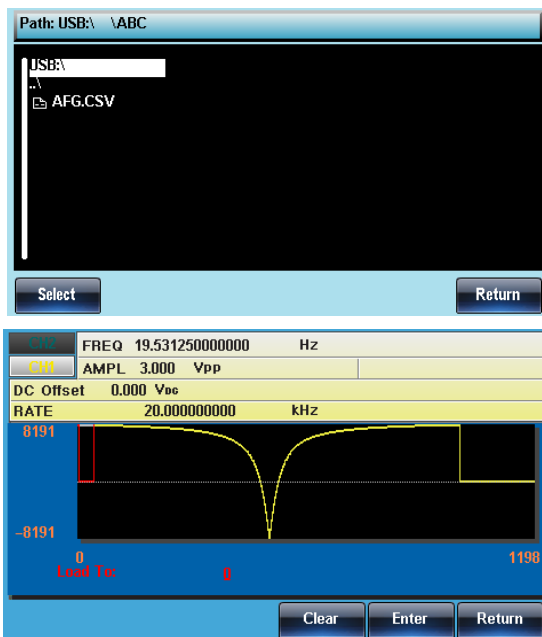 Path: USB:\ \ABC
USB:\
..\
AFG.CSV
Select Return
CH2 FREQ 19.531250000000 Hz
CH1 AMPL 3.000 Vpp
DC Offset 0.000 VDC
RATE 20.000000000 kHz
8191
-8191
0 1198
Load To: 0
Clear Enter Return